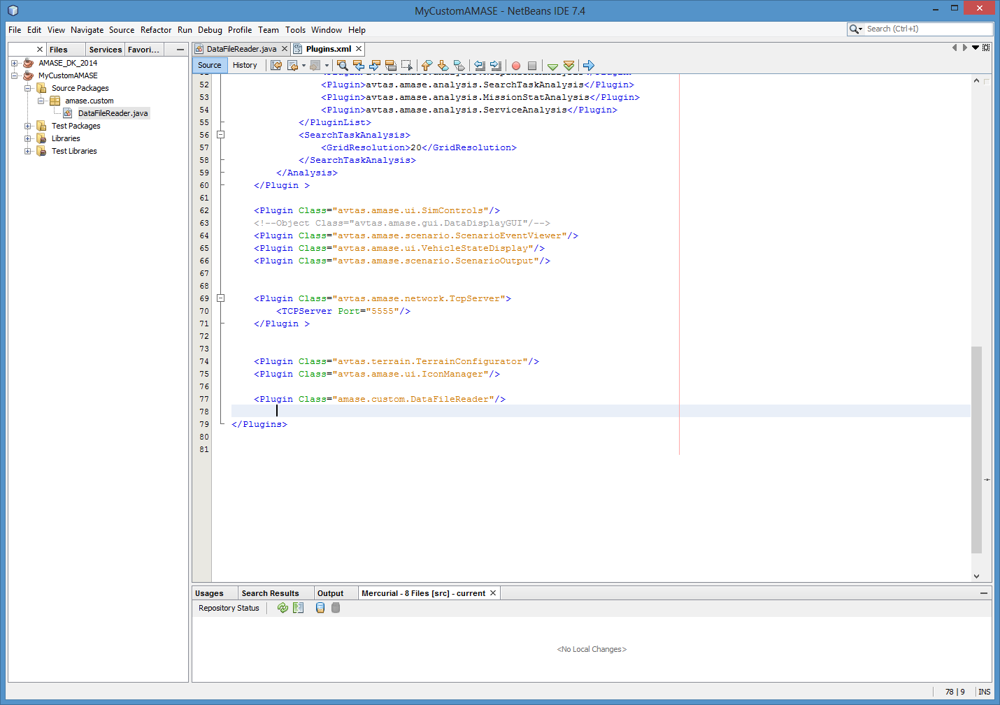 MyCustomAMASE - NetBeans IDE 7.4
File Edit View Navigate Source Refactor Run Debug Profile Team Tools Window Help
Search (Ctrl+I)
Files Services Favori...
DataFileReader.java Plugins.xml
Source History
AMASE_DK_2014
MyCustomAMASE
Source Packages
amase.custom
DataFileReader.java
Test Packages
Libraries
Test Libraries
52 <Plugin>avtas.amase.analysis.SearchTaskAnalysis</Plugin>
53 <Plugin>avtas.amase.analysis.MissionStatAnalysis</Plugin>
54 <Plugin>avtas.amase.analysis.ServiceAnalysis</Plugin>
55 </PluginList>
56 <SearchTaskAnalysis>
57 <GridResolution>20</GridResolution>
58 </SearchTaskAnalysis>
59 </Analysis>
60 </Plugin >
61
62 <Plugin Class="avtas.amase.ui.SimControls"/>
63 <!--Object Class="avtas.amase.gui.DataDisplayGUI"/-->
64 <Plugin Class="avtas.amase.scenario.ScenarioEventViewer"/>
65 <Plugin Class="avtas.amase.ui.VehicleStateDisplay"/>
66 <Plugin Class="avtas.amase.scenario.ScenarioOutput"/>
67
68
69 <Plugin Class="avtas.amase.network.TcpServer">
70 <TCPServer Port="5555"/>
71 </Plugin >
72
73
74 <Plugin Class="avtas.terrain.TerrainConfigurator"/>
75 <Plugin Class="avtas.amase.ui.IconManager"/>
76
77 <Plugin Class="amase.custom.DataFileReader"/>
78
79 </Plugins>
80
81
Usages Search Results Output Mercurial - 8 Files [src] - current
Repository Status
<No Local Changes>
78 | 9 INS